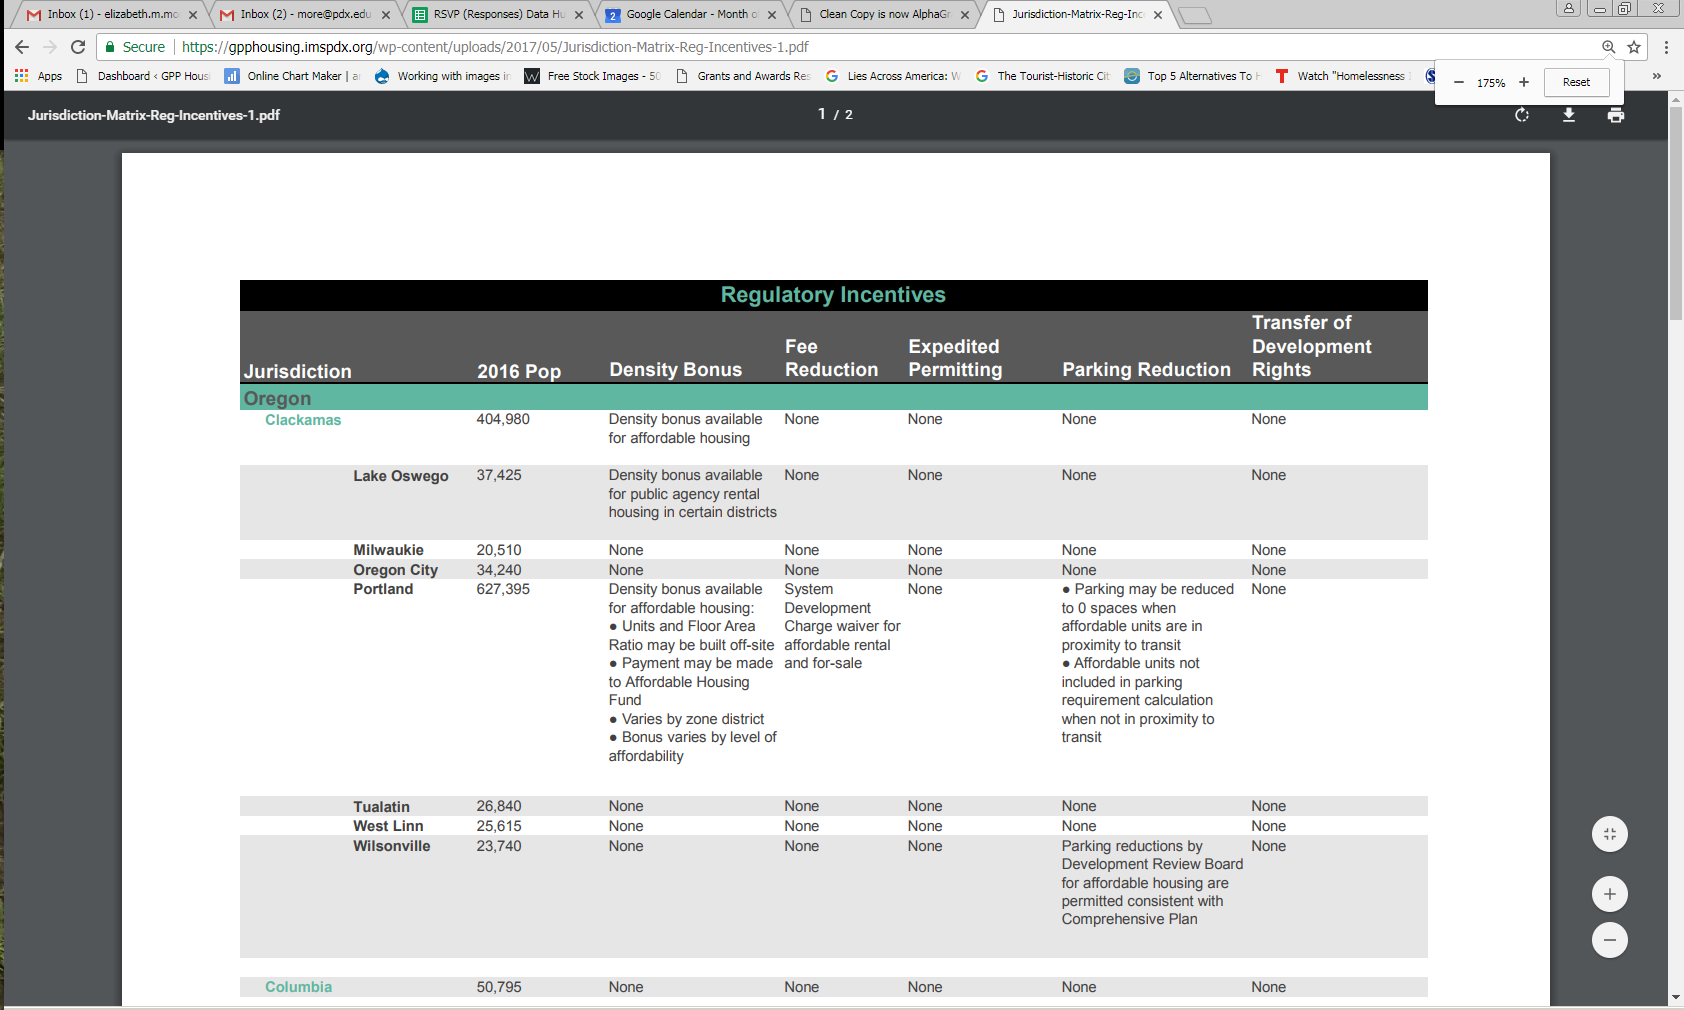 Inbox (1) - elizabeth.m.mo
Inbox (2) - more@pdx.edu
RSVP (Responses) Data Hu
Google Calendar - Month o
Clean Copy is now AlphaGr
Jurisdiction-Matrix-Reg-Inc
Secure
https://gpphousing.imspdx.org/wp-content/uploads/2017/05/Jurisdiction-Matrix-Reg-Incentives-1.pdf
Apps
Dashboard < GPP Hous
Online Chart Maker | a
Working with images i
Free Stock Images - 50
Grants and Awards Res
Lies Across America: W
The Tourist-Historic Cit
Top 5 Alternatives To H
Watch "Homelessness
175%
Reset
Jurisdiction-Matrix-Reg-Incentives-1.pdf
1 / 2
Regulatory Incentives
Jurisdiction
2016 Pop
Density Bonus
Fee
Reduction
Expedited
Permitting
Parking Reduction
Transfer of
Development
Rights
Oregon
Clackamas
404,980
Density bonus available
for affordable housing
None
None
None
None
Lake Oswego
37,425
Density bonus available
for public agency rental
housing in certain districts
None
None
None
None
Milwaukie
20,510
None
None
None
None
None
Oregon City
34,240
None
None
None
None
None
Portland
627,395
Density bonus available
for affordable housing:
● Units and Floor Area
Ratio may be built off-site
● Payment may be made
to Affordable Housing
Fund
● Varies by zone district
● Bonus varies by level of
affordability
System
Development
Charge waiver for
affordable rental
and for-sale
None
● Parking may be reduced
to 0 spaces when
affordable units are in
proximity to transit
● Affordable units not
included in parking
requirement calculation
when not in proximity to
transit
None
Tualatin
26,840
None
None
None
None
None
West Linn
25,615
None
None
None
None
None
Wilsonville
23,740
None
None
None
Parking reductions by
Development Review Board
for affordable housing are
permitted consistent with
Comprehensive Plan
None
Columbia
50,795
None
None
None
None
None